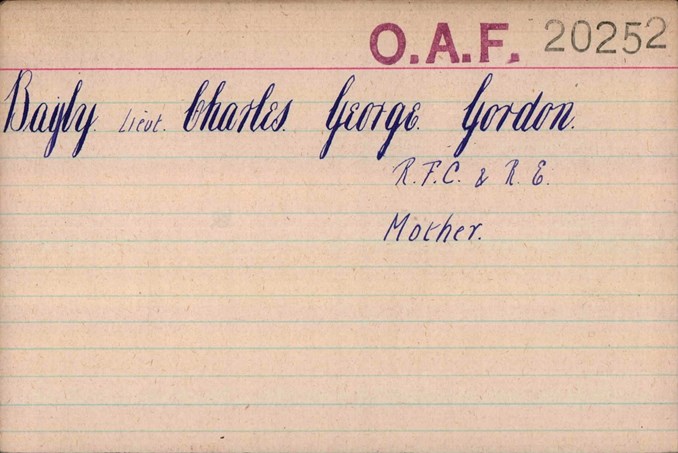 O.A.F. 20252
Bayly. Lieut. Charles. George. Gordon.
R.F.C. & R.E.
Mother.